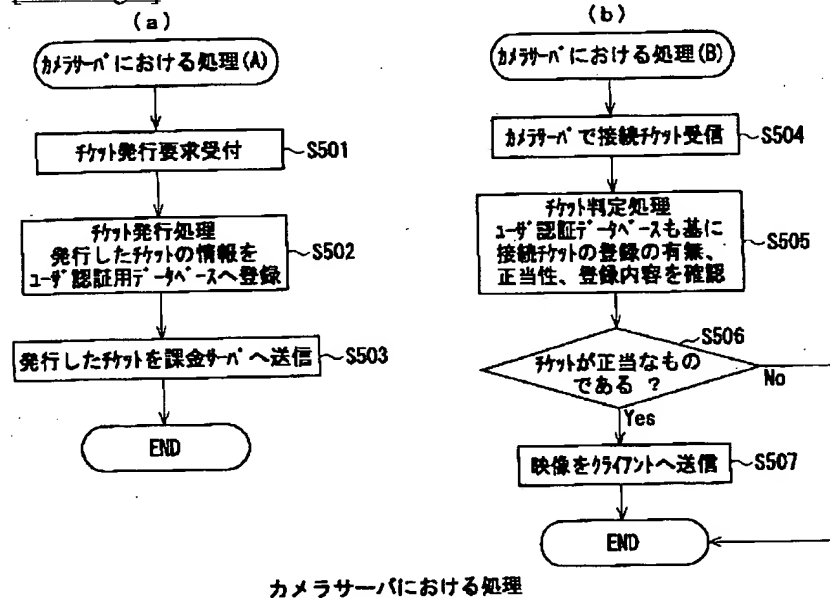 (a)
カメラサーバにおける処理(A)
チケット発行要求受付
S501
チケット発行処理
発行したチケットの情報を
ユーザ認証用データベースへ登録
S502
発行したチケットを課金サーバへ送信
S503
END
(b)
カメラサーバにおける処理(B)
カメラサーバで接続チケット受信
S504
チケット判定処理
ユーザ認証データベースも基に
接続チケットの登録の有無、
正当性、登録内容を確認
S505
S506
チケットが正当なもの
である ?
No
Yes
映像をクライアントへ送信
S507
END
カメラサーバにおける処理